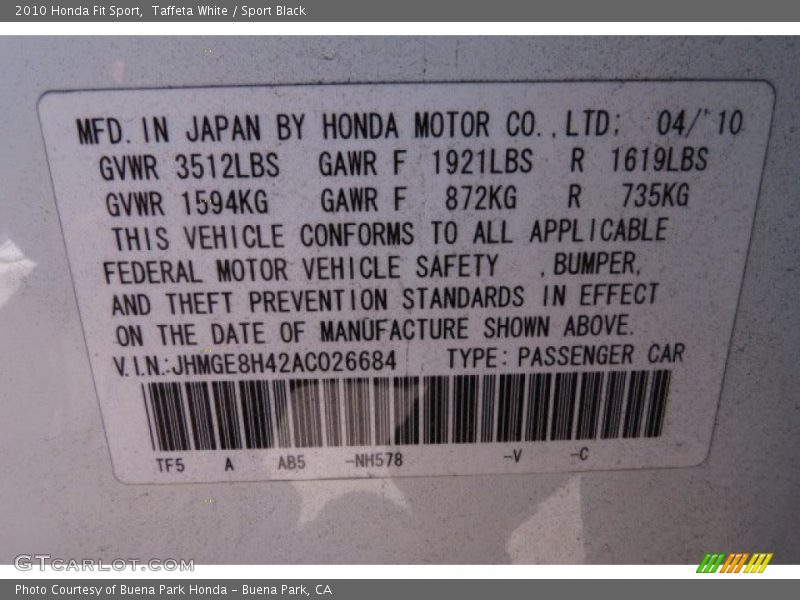 2010 Honda Fit Sport,  Taffeta White / Sport Black
MFD. IN JAPAN BY HONDA MOTOR CO., LTD; 04/'10
GVWR 3512LBS GAWR F 1921LBS R 1619LBS
GVWR 1594KG GAWR F 872KG R 735KG
THIS VEHICLE CONFORMS TO ALL APPLICABLE
FEDERAL MOTOR VEHICLE SAFETY , BUMPER,
AND THEFT PREVENTION STANDARDS IN EFFECT
ON THE DATE OF MANUFACTURE SHOWN ABOVE.
V.I.N.:JHMGE8H42AC026684 TYPE: PASSENGER CAR
TF5 A AB5 -NH578 -V -C
GTCARLOT.COM
Photo Courtesy of Buena Park Honda - Buena Park, CA